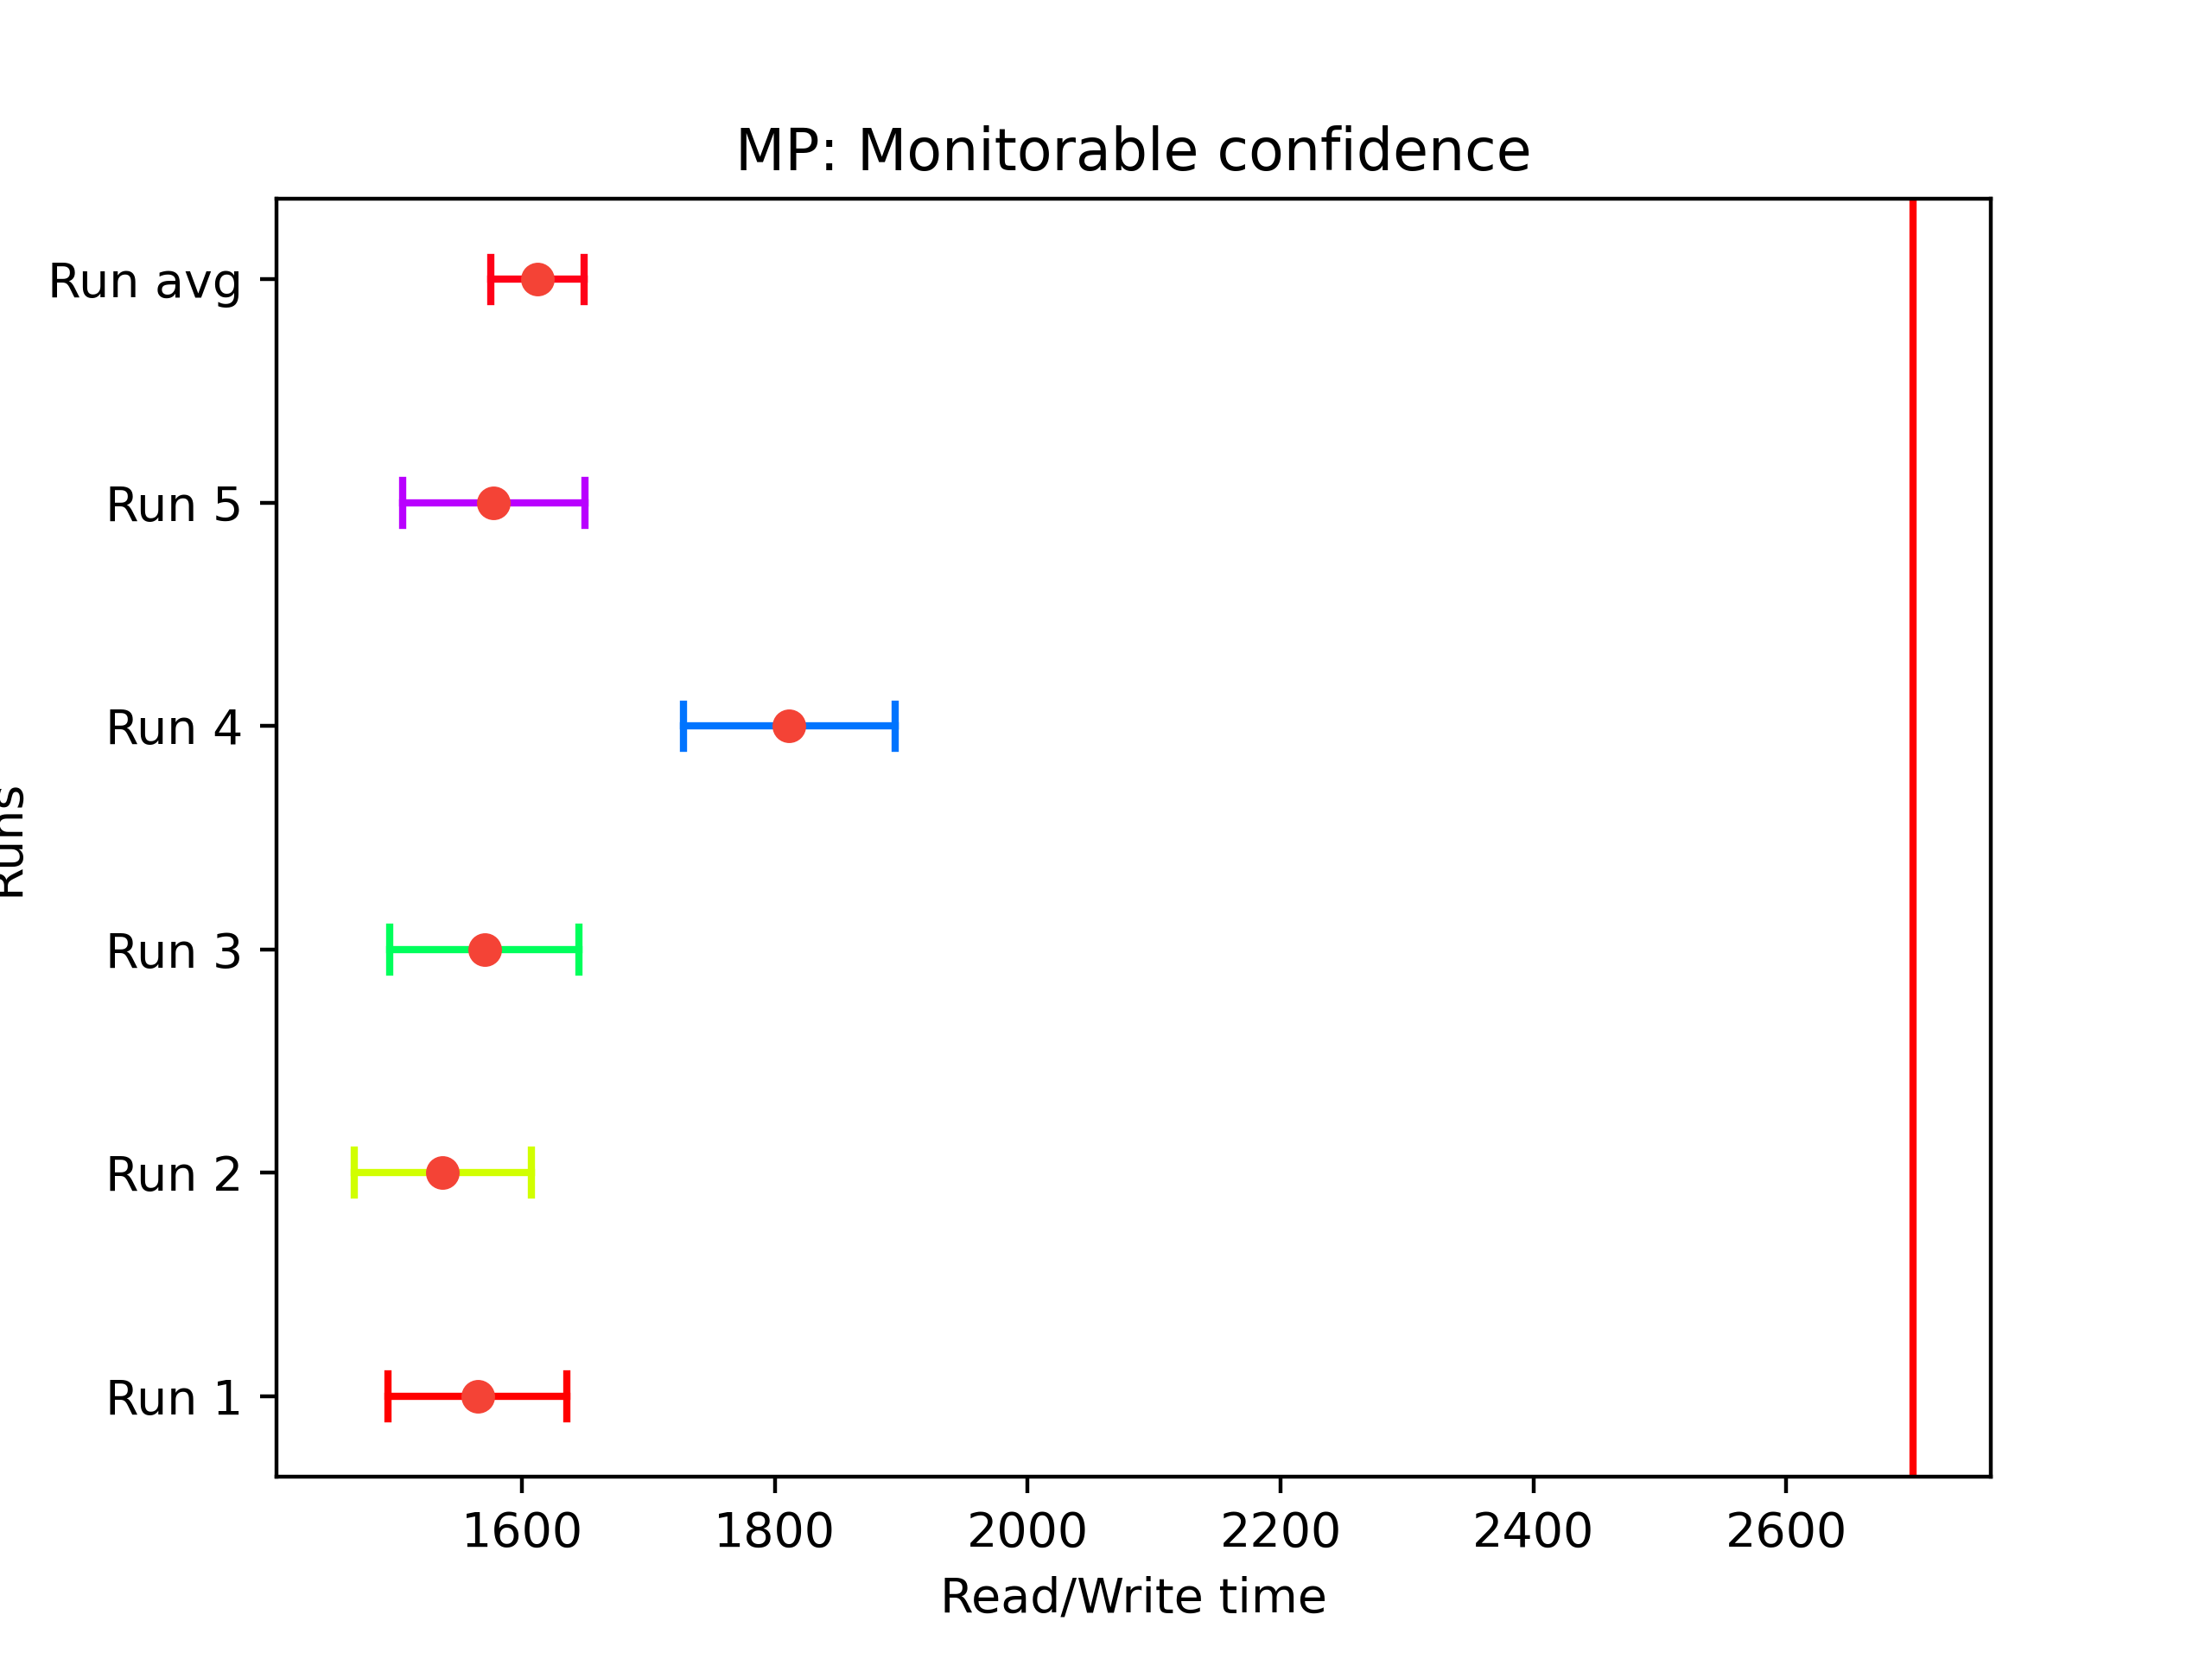 MP: Monitorable confidence
Run avg
Run 5
Run 4
Runs
Run 3
Run 2
Run 1
1600 1800 2000 2200 2400 2600
Read/Write time